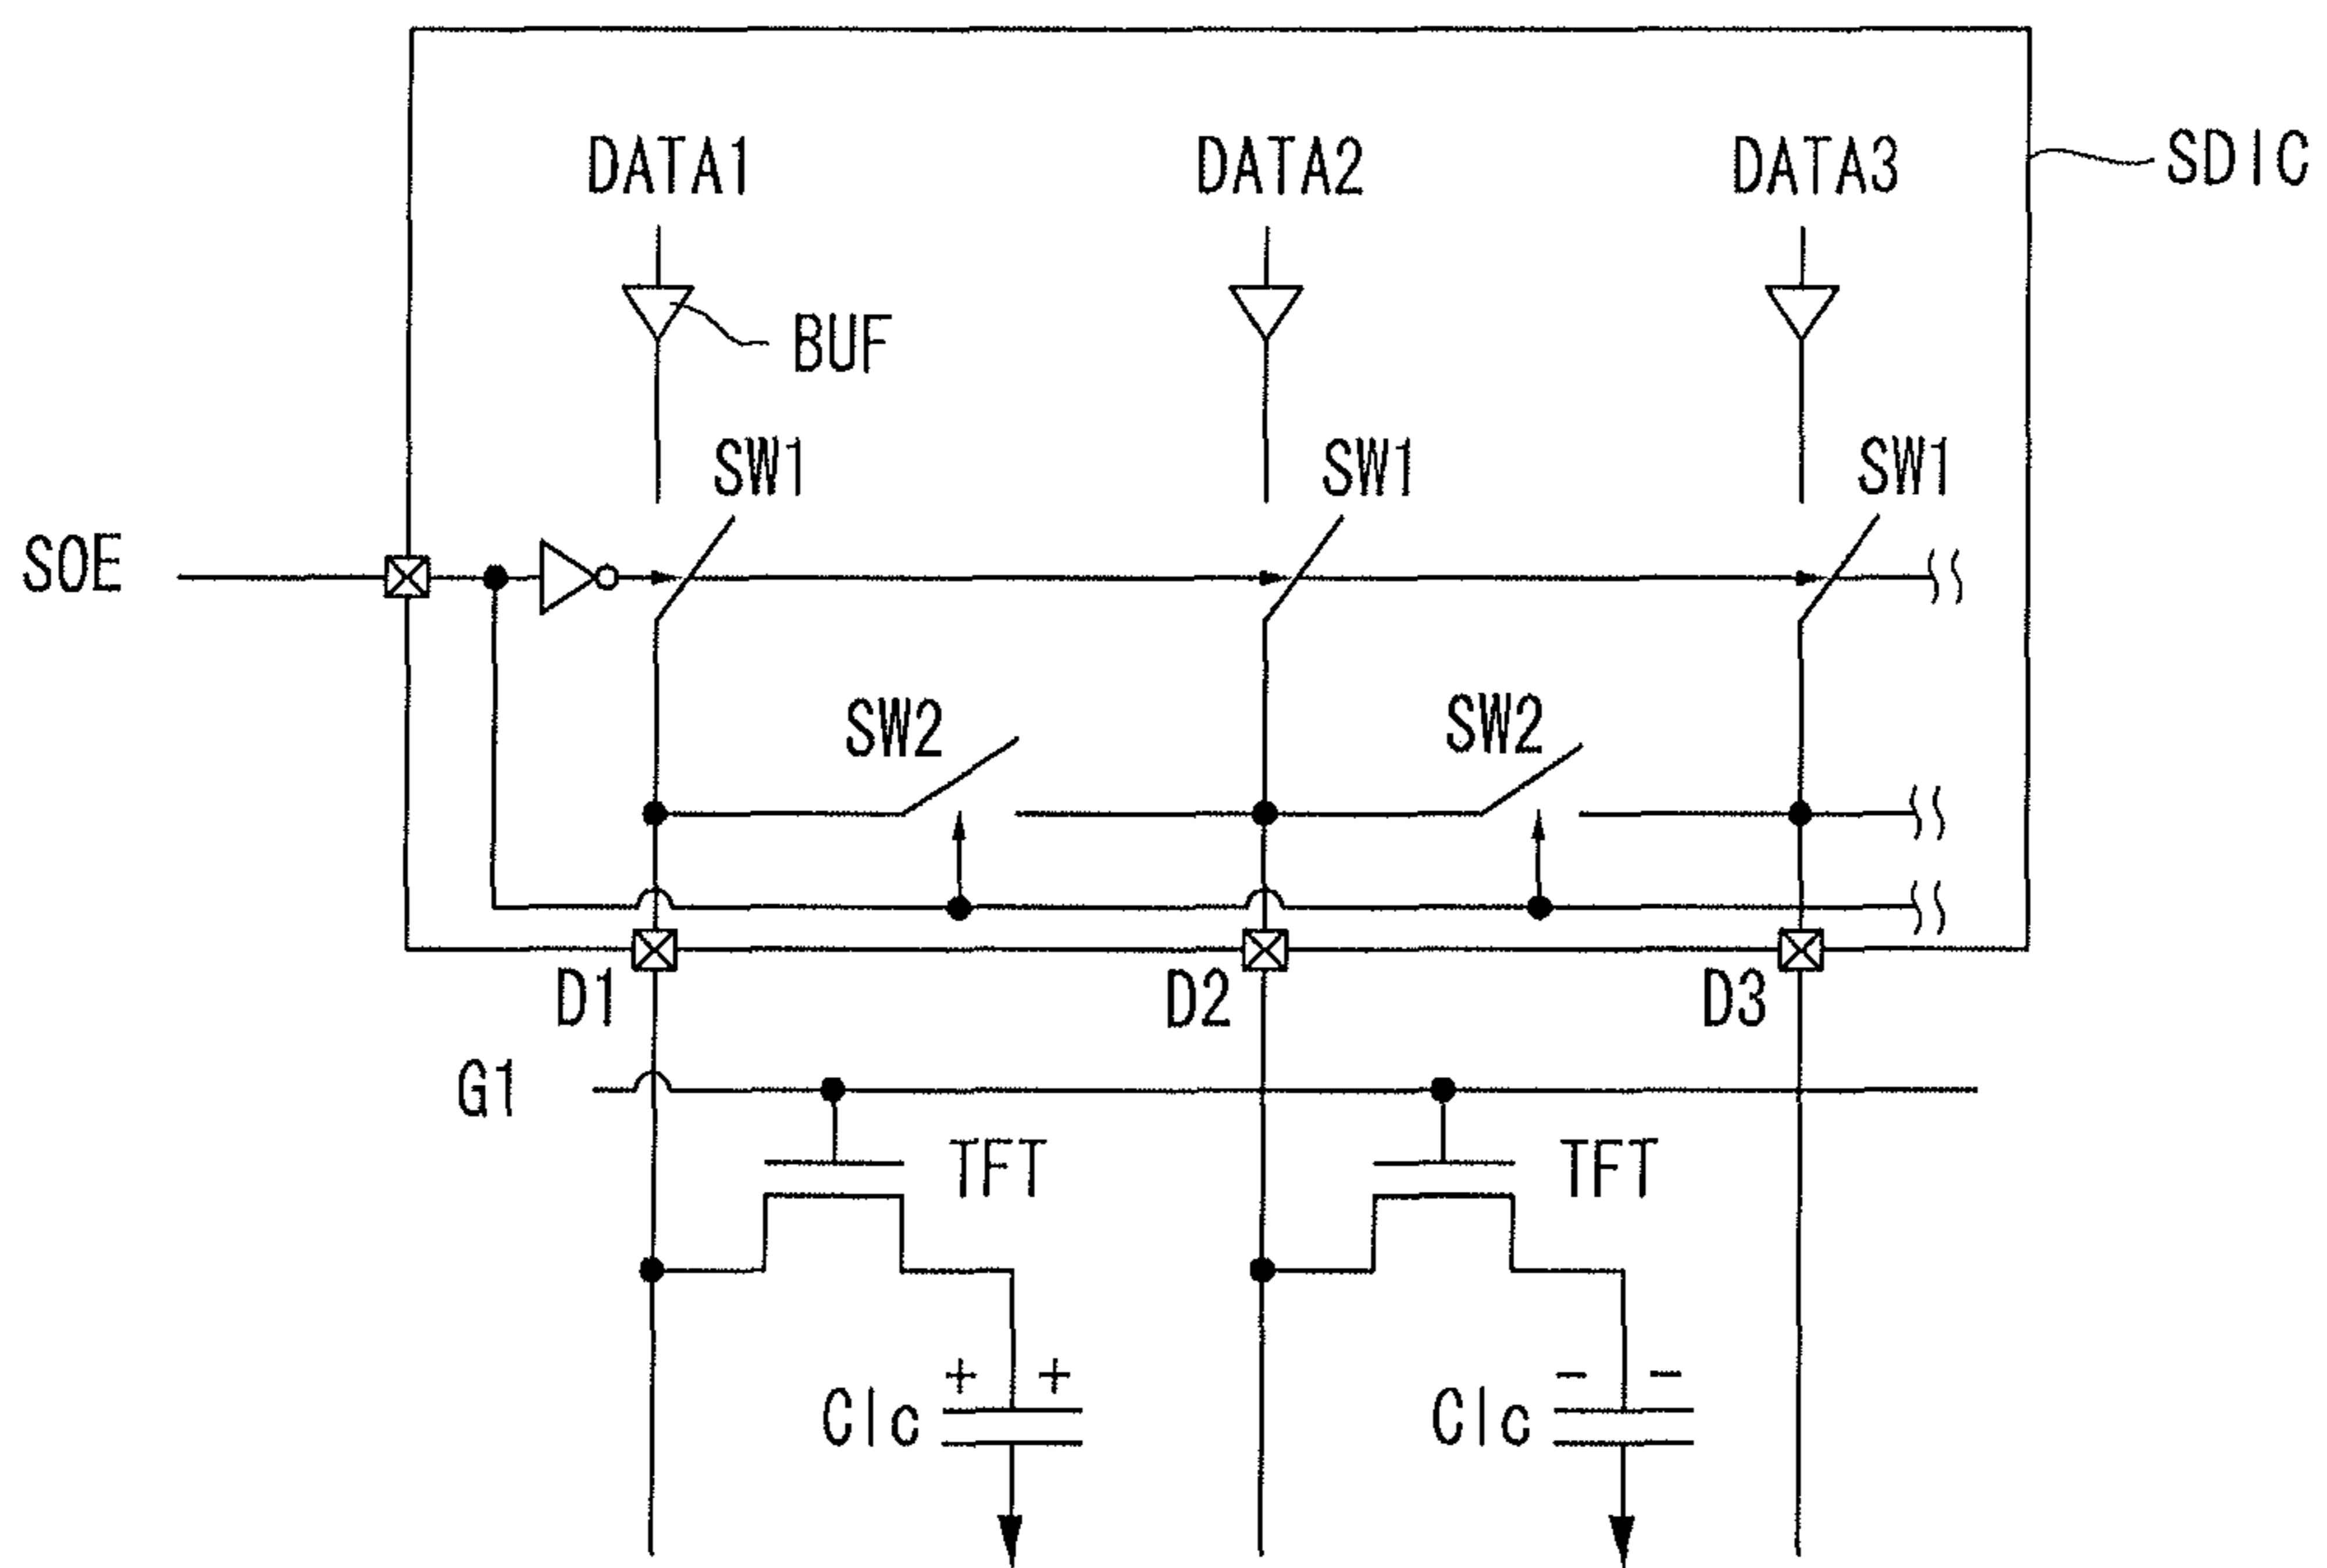 DATA1 DATA2 DATA3 SDIC
BUF
SW1 SW1 SW1
SOE
SW2 SW2
D1 D2 D3
G1
TFT TFT
+ + - -
Clc Clc